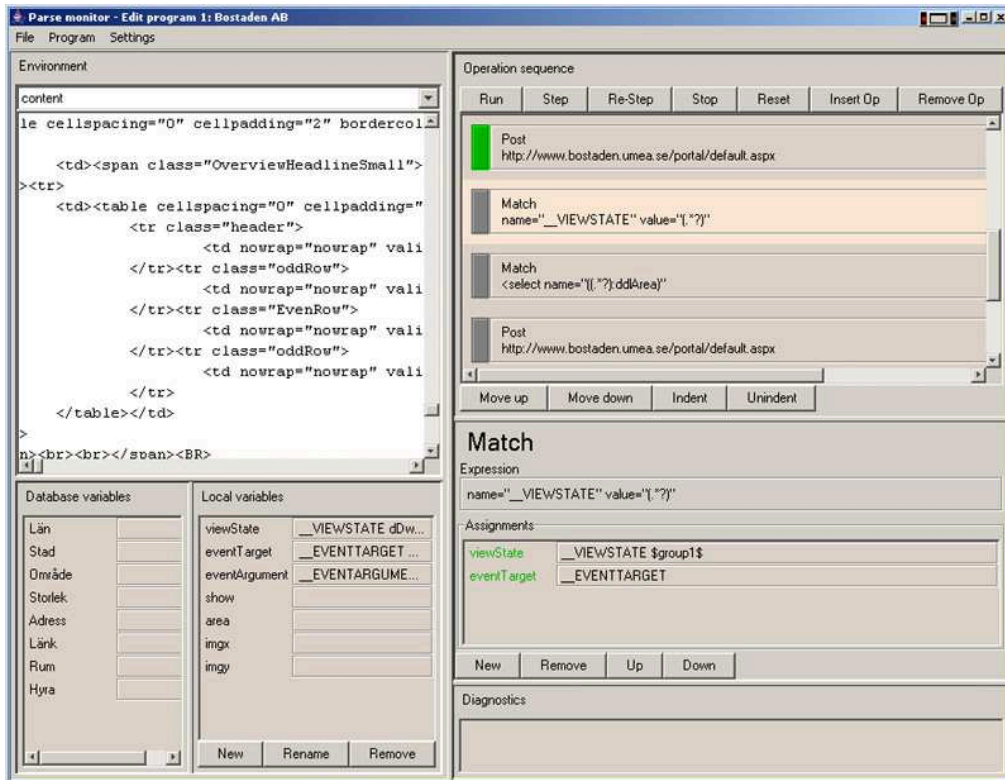 Parse monitor - Edit program 1: Bostaden AB
File Program Settings
Environment
content
le cellspacing="0" cellpadding="2" bordercol
<td><span class="OverviewHeadlineSmall">
><tr>
<td><table cellspacing="0" cellpadding="
<tr class="header">
<td nowrap="nowrap" vali
</tr><tr class="oddRow">
<td nowrap="nowrap" vali
</tr><tr class="EvenRow">
<td nowrap="nowrap" vali
</tr><tr class="oddRow">
<td nowrap="nowrap" vali
</tr>
</table></td>
>
n><br><br></span><BR>
Database variables
Län
Stad
Område
Storlek
Adress
Länk
Rum
Hyra
Local variables
viewState __VIEWSTATE dDw...
eventTarget __EVENTTARGET ...
eventArgument __EVENTARGUME...
show
area
imgx
imgy
New Rename Remove
Operation sequence
Run Step Re-Step Stop Reset Insert Op Remove Op
Post
http://www.bostaden.umea.se/portal/default.aspx
Match
name="__VIEWSTATE" value="(.*?)"
Match
<select name="((.*?):ddlArea)"
Post
http://www.bostaden.umea.se/portal/default.aspx
Move up Move down Indent Unindent
Match
Expression
name="__VIEWSTATE" value="(.*?)"
Assignments
viewState __VIEWSTATE $group1$
eventTarget __EVENTTARGET
New Remove Up Down
Diagnostics